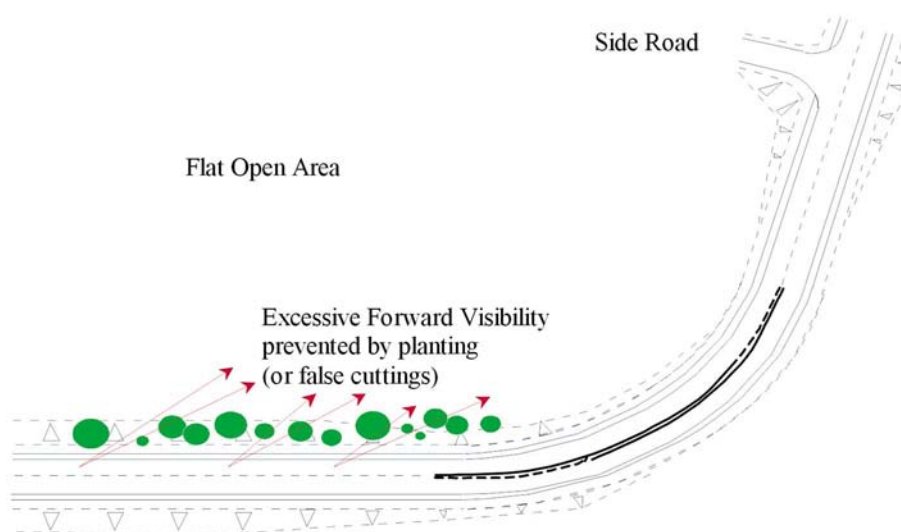 Side Road
Flat Open Area
Excessive Forward Visibility
prevented by planting
(or false cuttings)